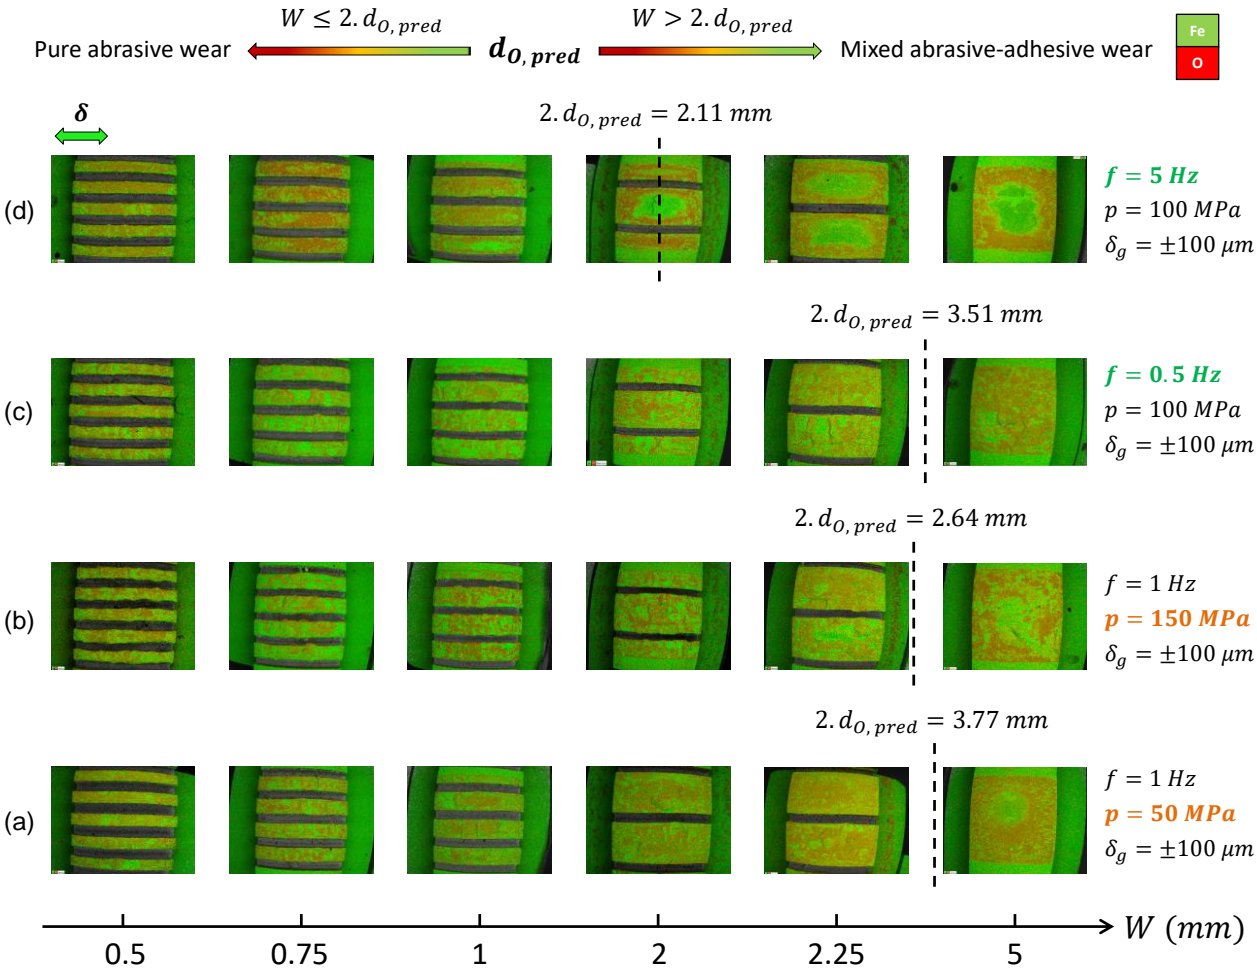 W ≤ 2. d_{O, pred}
W > 2. d_{O, pred}
Fe
Pure abrasive wear
d_{O, pred}
Mixed abrasive-adhesive wear
O
δ
2. d_{O, pred} = 2.11 mm
(d)
f = 5 Hz
p = 100 MPa
δ_g = ±100 μm
2. d_{O, pred} = 3.51 mm
(c)
f = 0.5 Hz
p = 100 MPa
δ_g = ±100 μm
2. d_{O, pred} = 2.64 mm
(b)
f = 1 Hz
p = 150 MPa
δ_g = ±100 μm
2. d_{O, pred} = 3.77 mm
(a)
f = 1 Hz
p = 50 MPa
δ_g = ±100 μm
0.5 0.75 1 2 2.25 5
W (mm)